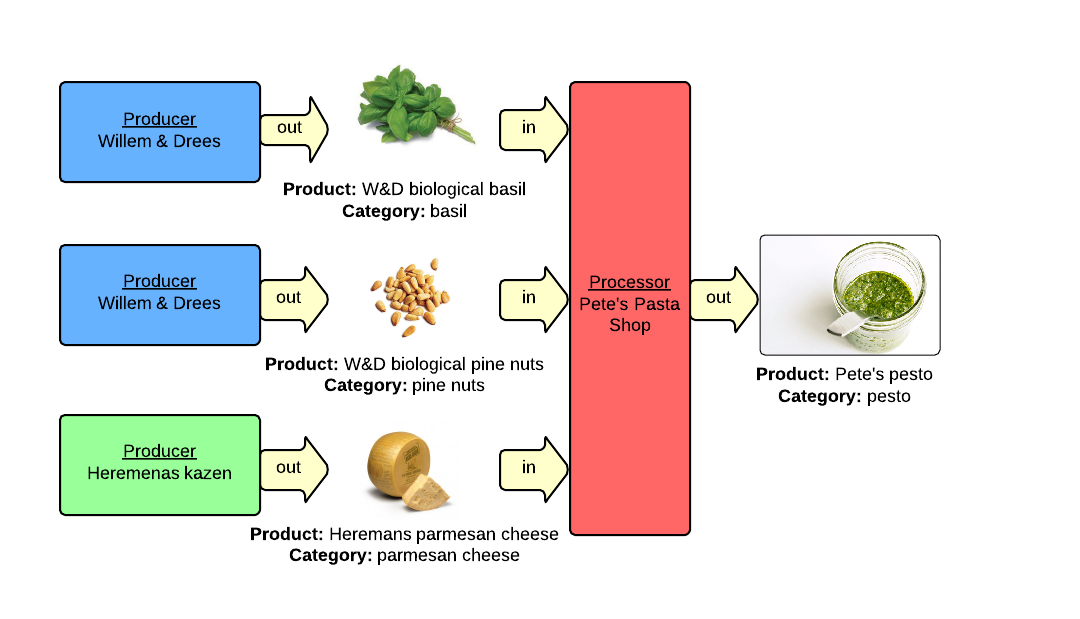 Producer
Willem & Drees
out
in
Product: W&D biological basil
Category: basil
Producer
Willem & Drees
out
in
Product: W&D biological pine nuts
Category: pine nuts
Producer
Heremenas kazen
out
in
Product: Heremans parmesan cheese
Category: parmesan cheese
Processor
Pete's Pasta
Shop
out
Product: Pete's pesto
Category: pesto